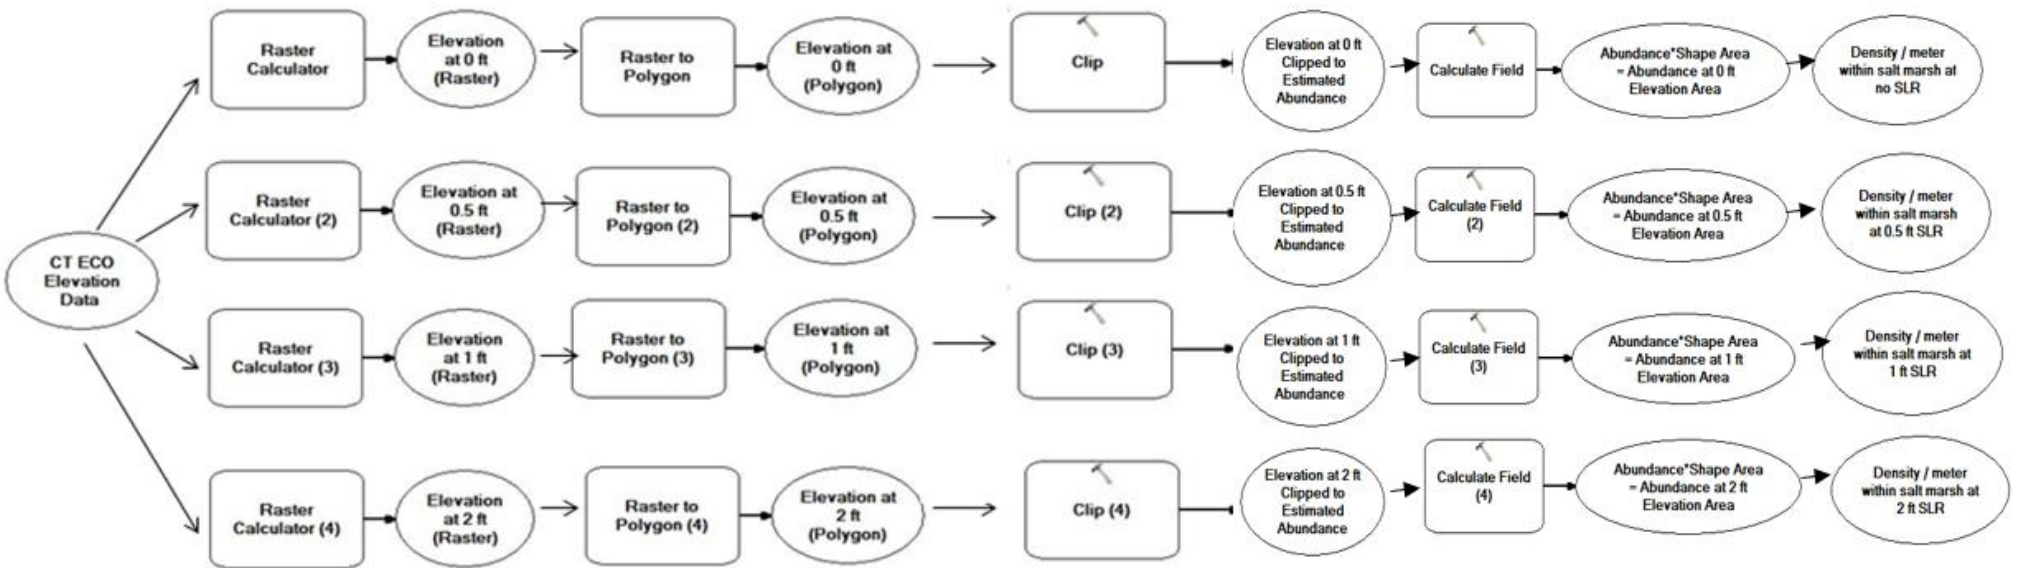 CT ECO
Elevation
Data
Raster
Calculator
Elevation
at 0 ft
(Raster)
Raster to
Polygon
Elevation at
0 ft
(Polygon)
Clip
Elevation at 0 ft
Clipped to
Estimated
Abundance
Calculate Field
Abundance*Shape Area
= Abundance at 0 ft
Elevation Area
Density / meter
within salt marsh at
no SLR
Raster
Calculator (2)
Elevation at
0.5 ft
(Raster)
Raster to
Polygon (2)
Elevation at
0.5 ft
(Polygon)
Clip (2)
Elevation at 0.5 ft
Clipped to
Estimated
Abundance
Calculate Field
(2)
Abundance*Shape Area
= Abundance at 0.5 ft
Elevation Area
Density / meter
within salt marsh
at 0.5 ft SLR
Raster
Calculator (3)
Elevation
at 1 ft
(Raster)
Raster to
Polygon (3)
Elevation at
1 ft
(Polygon)
Clip (3)
Elevation at 1 ft
Clipped to
Estimated
Abundance
Calculate Field
(3)
Abundance*Shape Area
= Abundance at 1 ft
Elevation Area
Density / meter
within salt marsh at
1 ft SLR
Raster
Calculator (4)
Elevation
at 2 ft
(Raster)
Raster to
Polygon (4)
Elevation at
2 ft
(Polygon)
Clip (4)
Elevation at 2 ft
Clipped to
Estimated
Abundance
Calculate Field
(4)
Abundance*Shape Area
= Abundance at 2 ft
Elevation Area
Density / meter
within salt marsh at
2 ft SLR